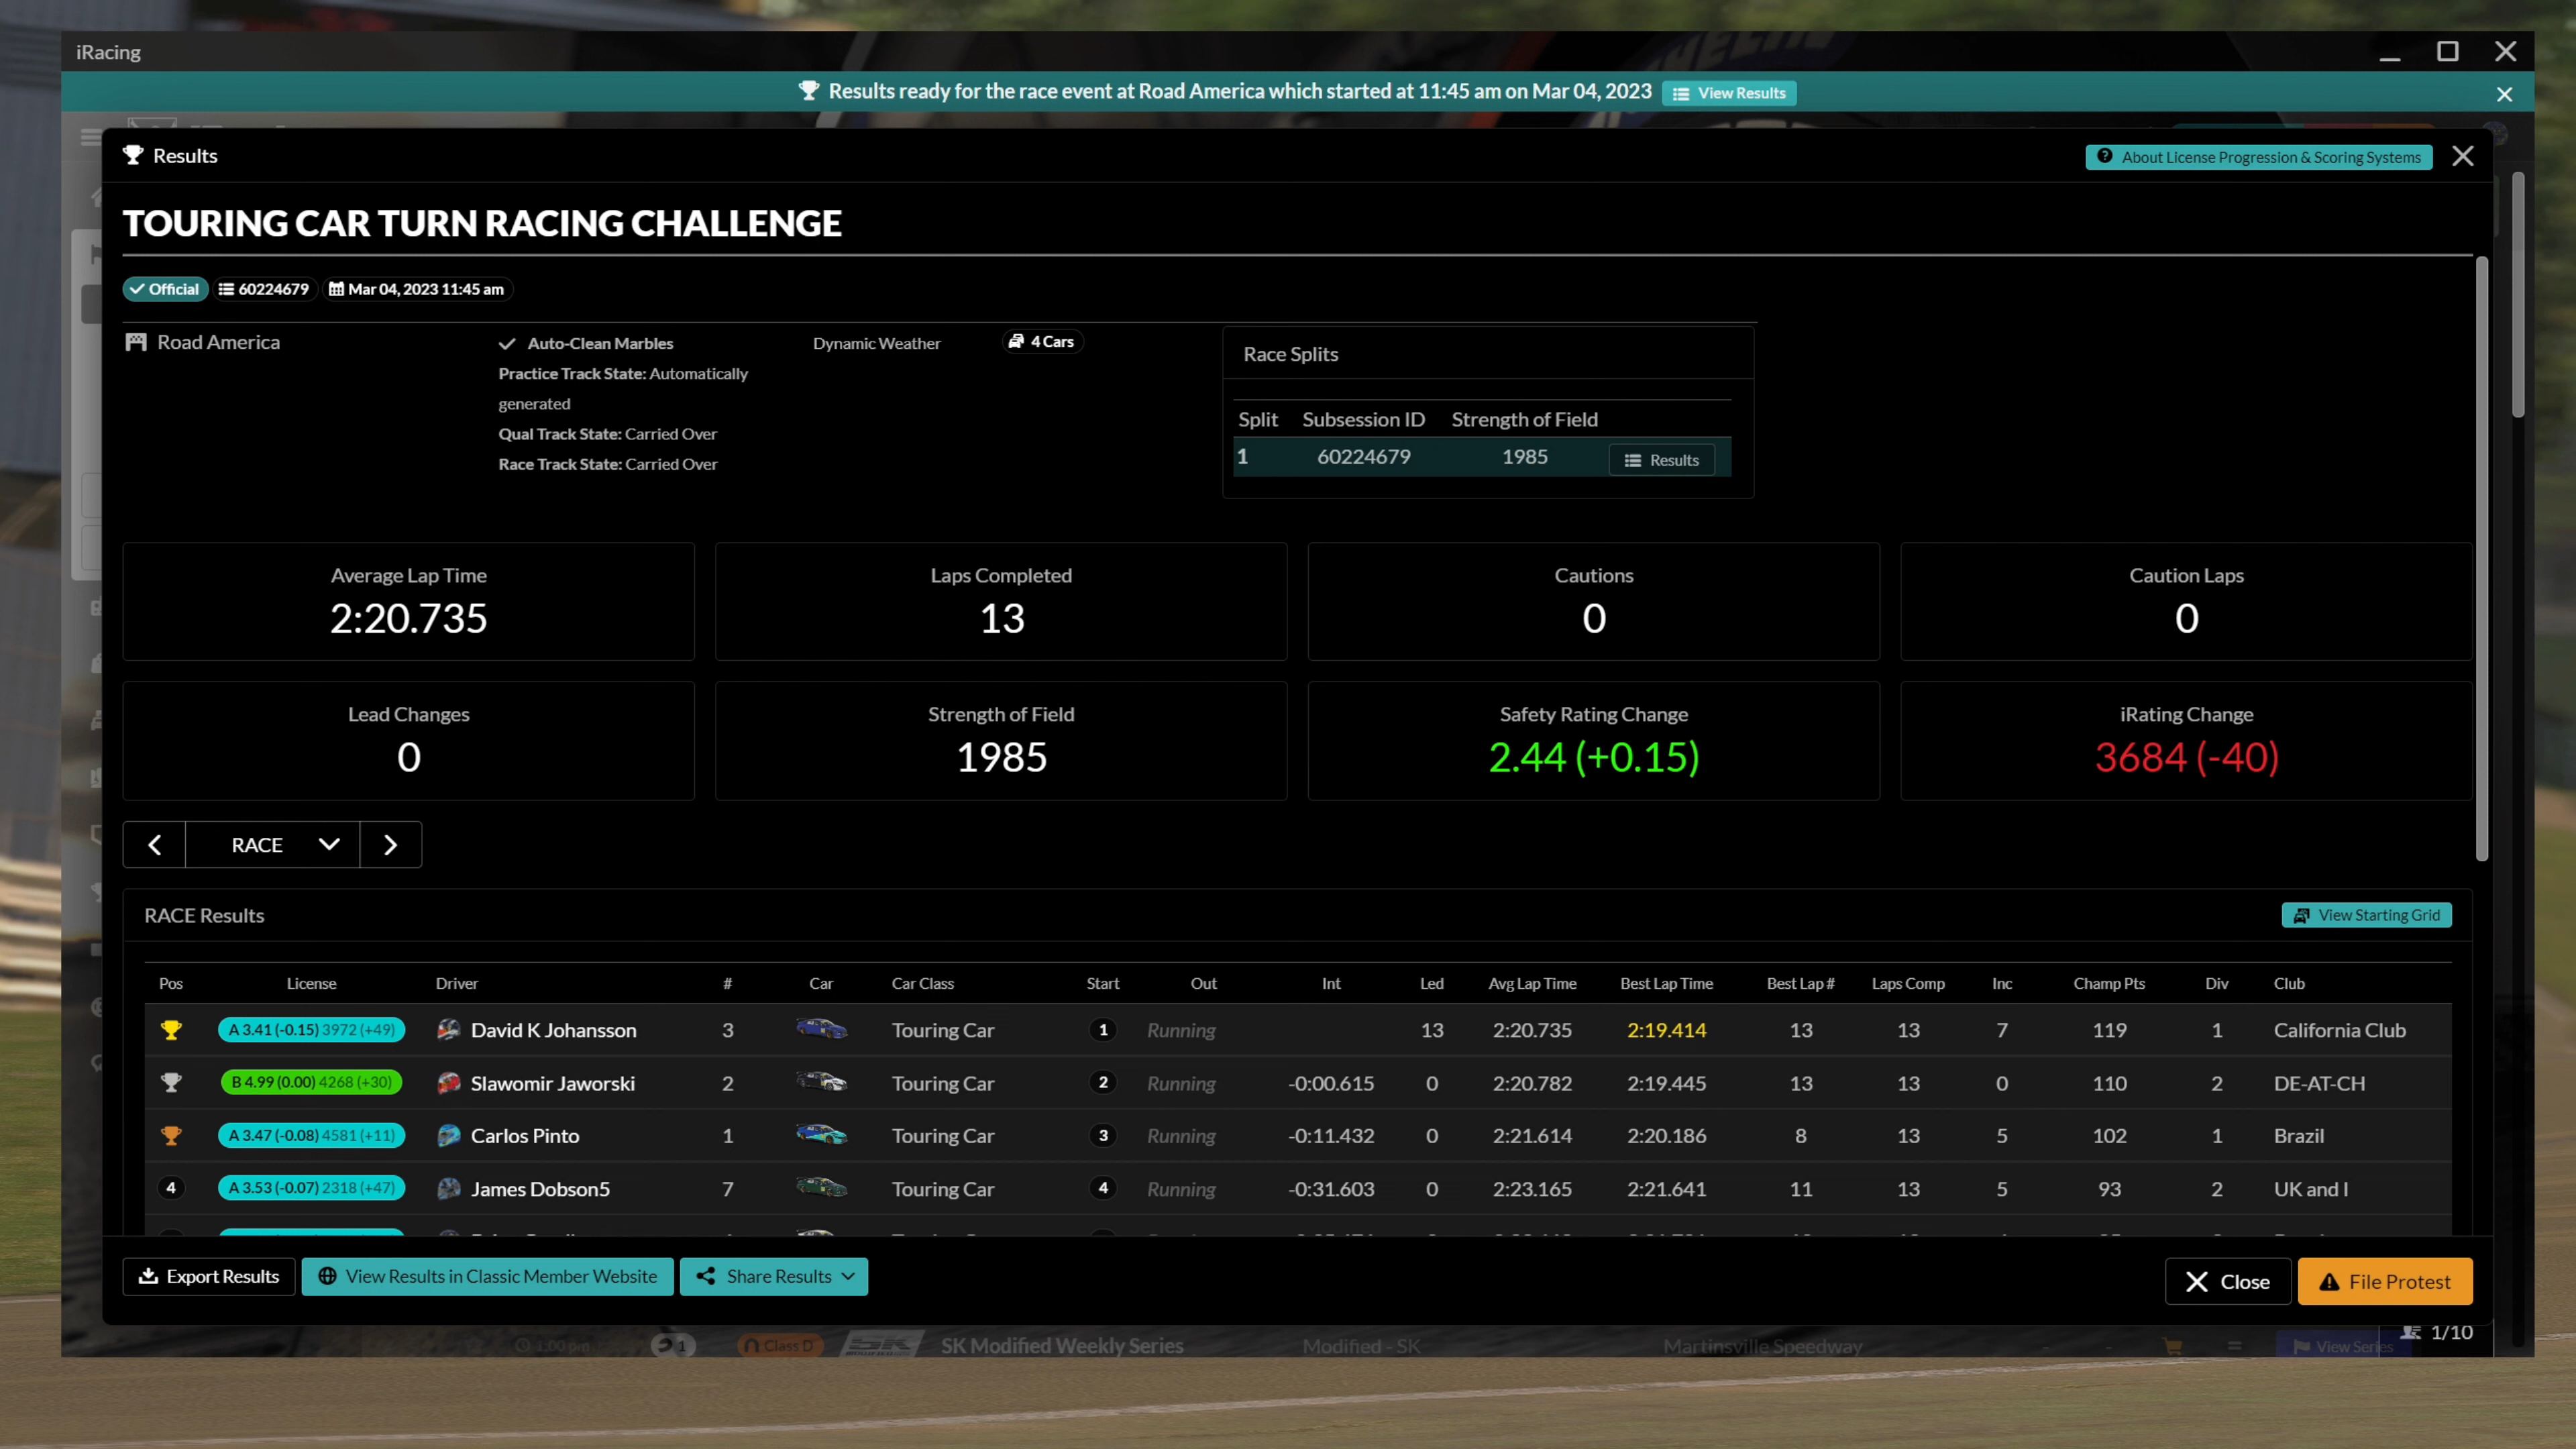 iRacing
Results ready for the race event at Road America which started at 11:45 am on Mar 04, 2023 View Results
Results About License Progression & Scoring Systems
TOURING CAR TURN RACING CHALLENGE
Official 60224679 Mar 04, 2023 11:45 am
Road America Auto-Clean Marbles Dynamic Weather 4 Cars
Practice Track State: Automatically
generated
Qual Track State: Carried Over
Race Track State: Carried Over
Race Splits
Split Subsession ID Strength of Field
1 60224679 1985 Results
Average Lap Time Laps Completed Cautions Caution Laps
2:20.735 13 0 0
Lead Changes Strength of Field Safety Rating Change iRating Change
0 1985 2.44 (+0.15) 3684 (-40)
RACE
RACE Results View Starting Grid
Pos License Driver # Car Car Class Start Out Int Led Avg Lap Time Best Lap Time Best Lap # Laps Comp Inc Champ Pts Div Club
A 3.41 (-0.15) 3972 (+49) David K Johansson 3 Touring Car 1 Running 13 2:20.735 2:19.414 13 13 7 119 1 California Club
B 4.99 (0.00) 4268 (+30) Slawomir Jaworski 2 Touring Car 2 Running -0:00.615 0 2:20.782 2:19.445 13 13 0 110 2 DE-AT-CH
A 3.47 (-0.08) 4581 (+11) Carlos Pinto 1 Touring Car 3 Running -0:11.432 0 2:21.614 2:20.186 8 13 5 102 1 Brazil
4 A 3.53 (-0.07) 2318 (+47) James Dobson5 7 Touring Car 4 Running -0:31.603 0 2:23.165 2:21.641 11 13 5 93 2 UK and I
Export Results View Results in Classic Member Website Share Results Close File Protest
1:00 pm 1 Class D SK Modified Weekly Series Modified - SK Martinsville Speedway View Series 1/10